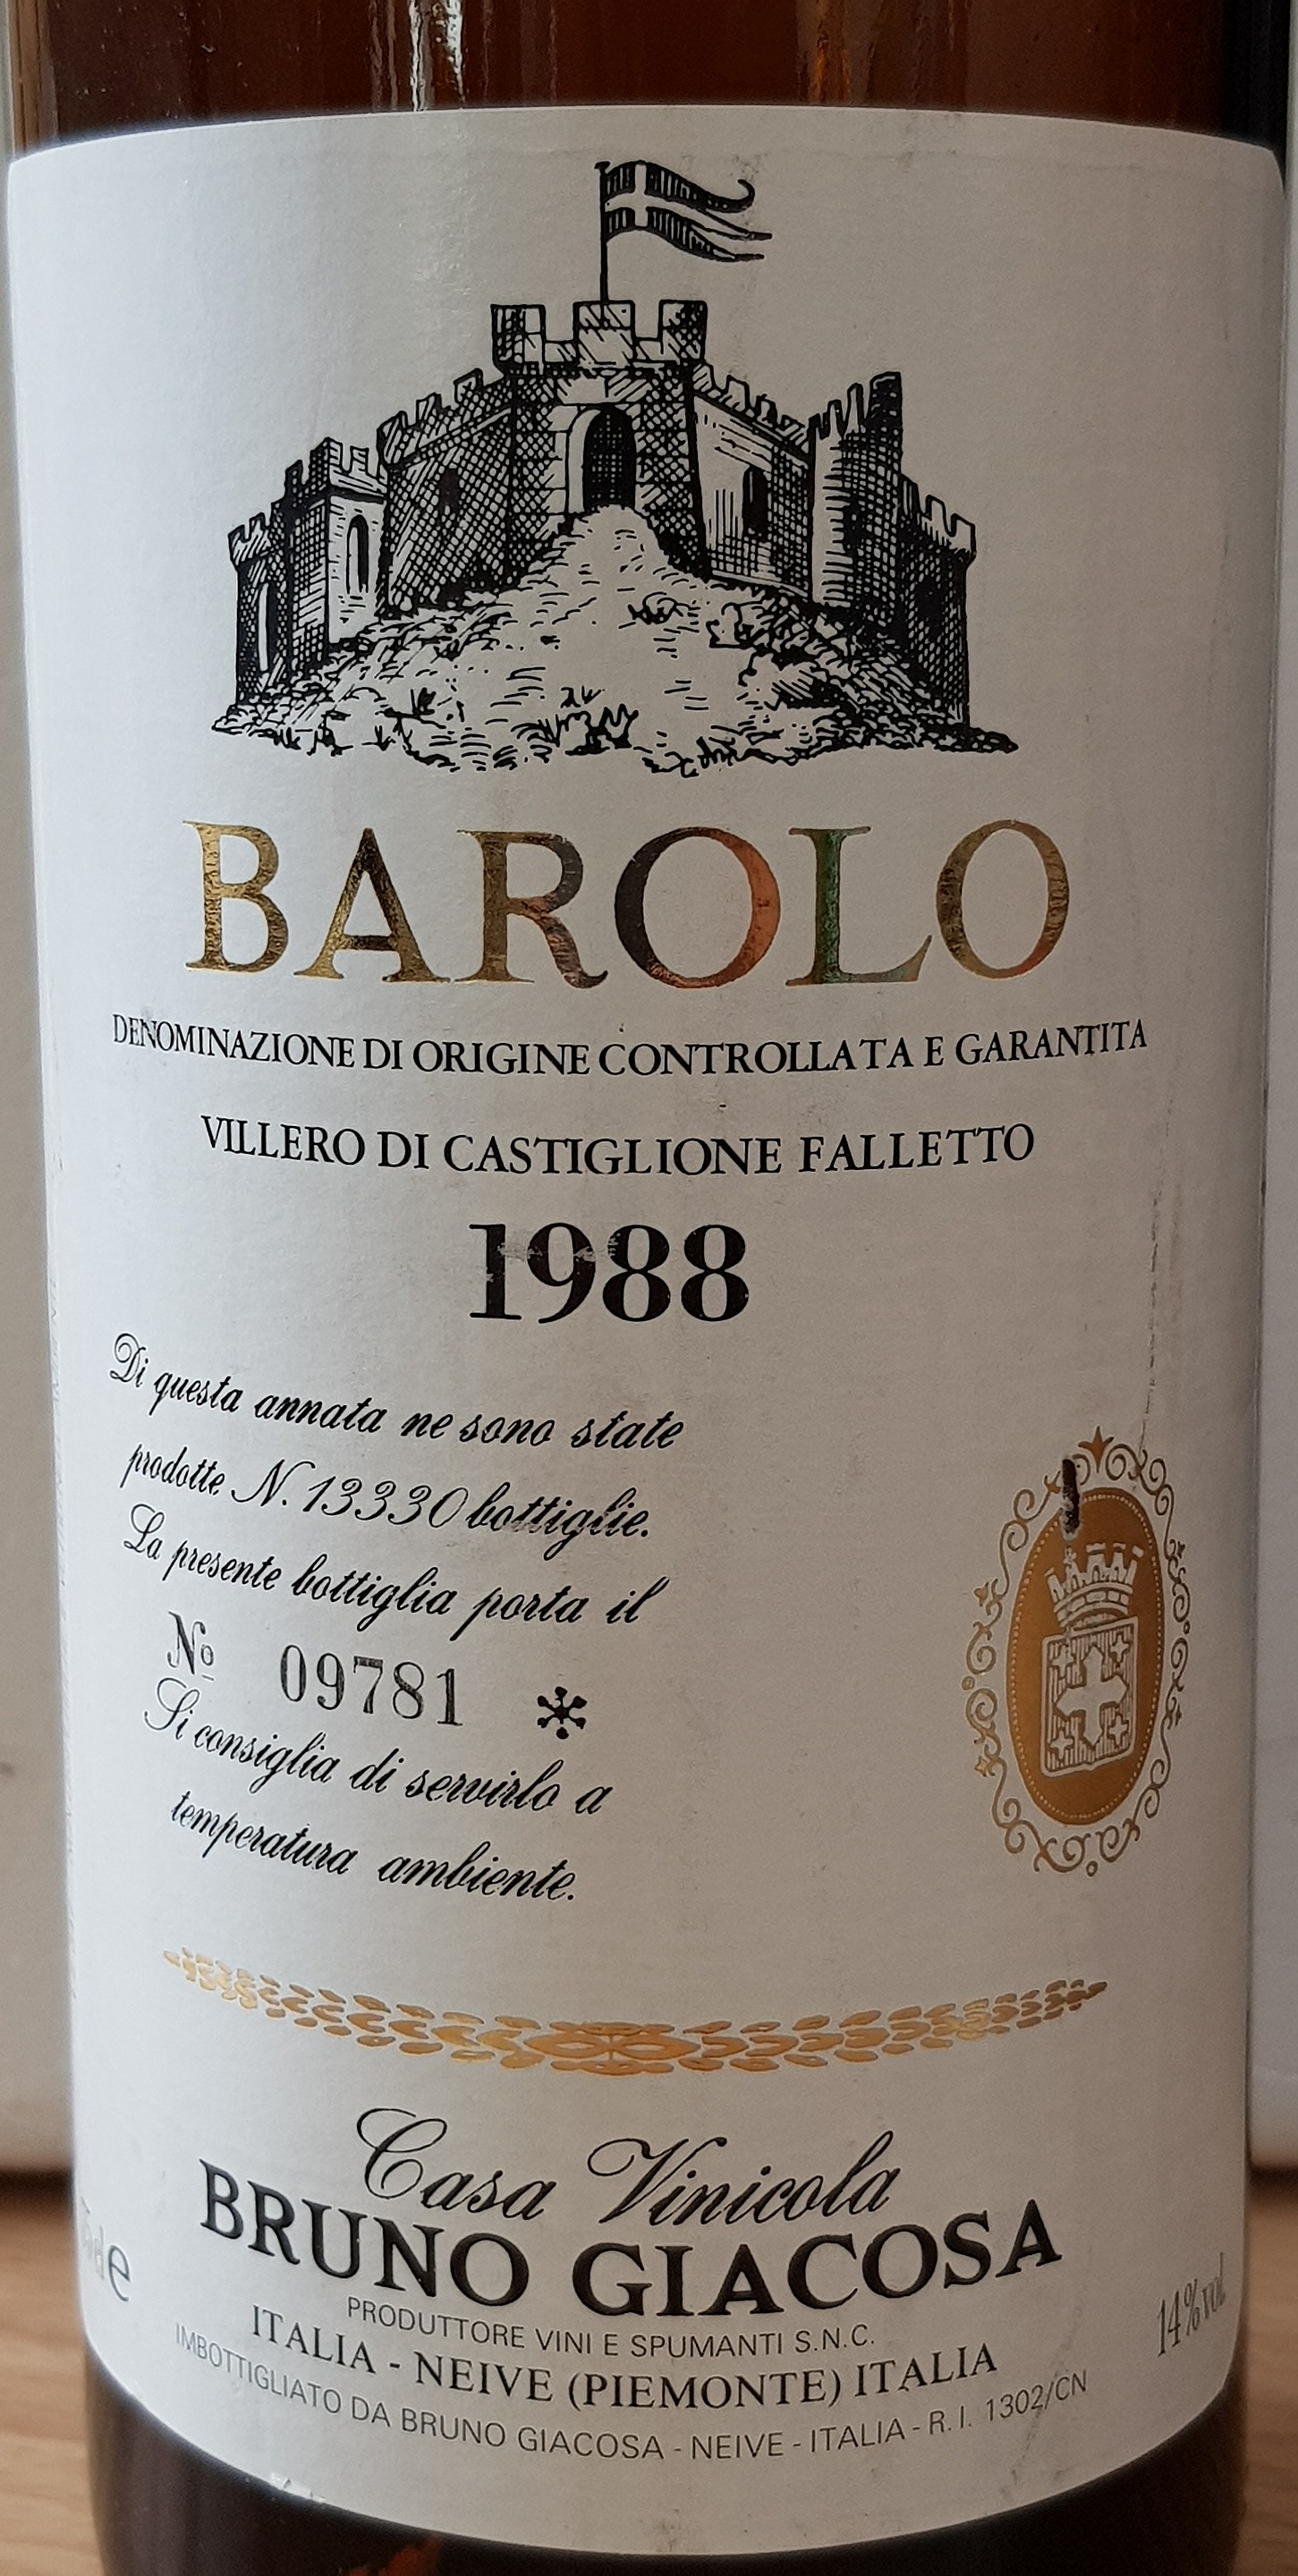 BAROLO
DENOMINAZIONE DI ORIGINE CONTROLLATA E GARANTITA
VILLERO DI CASTIGLIONE FALLETTO
1988
Di questa annata ne sono state
prodotte N. 13330 bottiglie.
La presente bottiglia porta il
No 09781 *
Si consiglia di servirlo a
temperatura ambiente.
Casa Vinicola
BRUNO GIACOSA
PRODUTTORE VINI E SPUMANTI S.N.C.
ITALIA - NEIVE (PIEMONTE) ITALIA
IMBOTTIGLIATO DA BRUNO GIACOSA - NEIVE - ITALIA - R.I. 1302/CN
e
14% vol